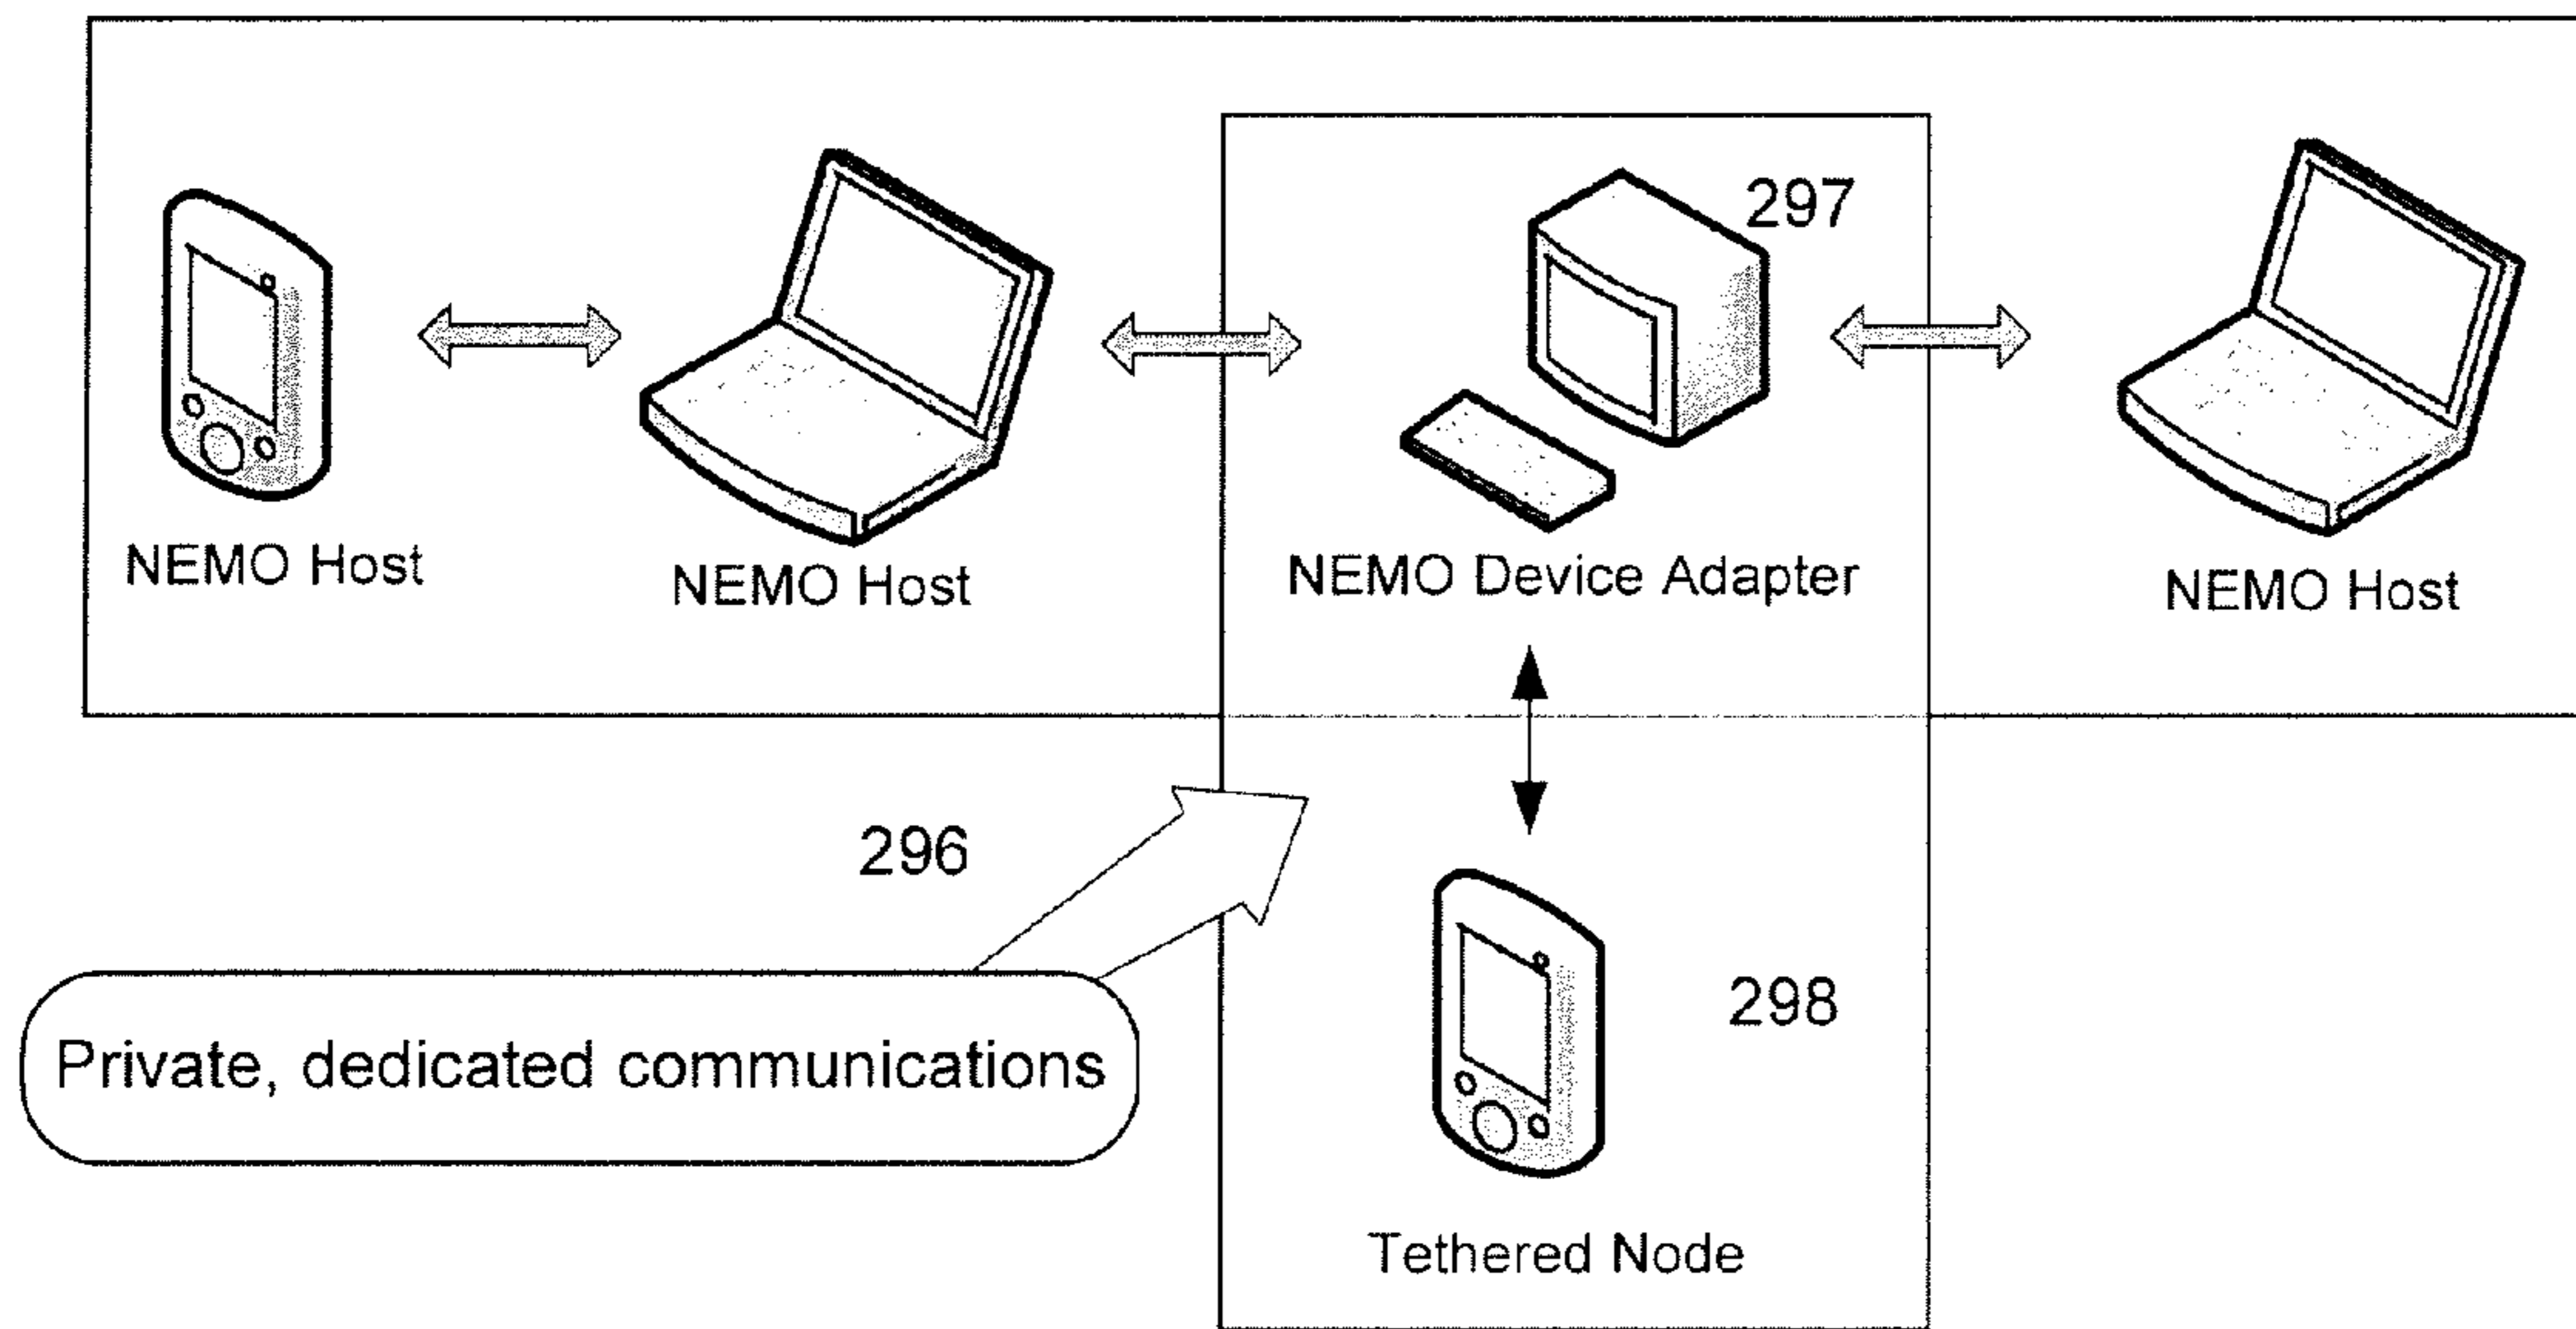 297
NEMO Host
NEMO Host
NEMO Device Adapter
NEMO Host
296
298
Private, dedicated communications
Tethered Node